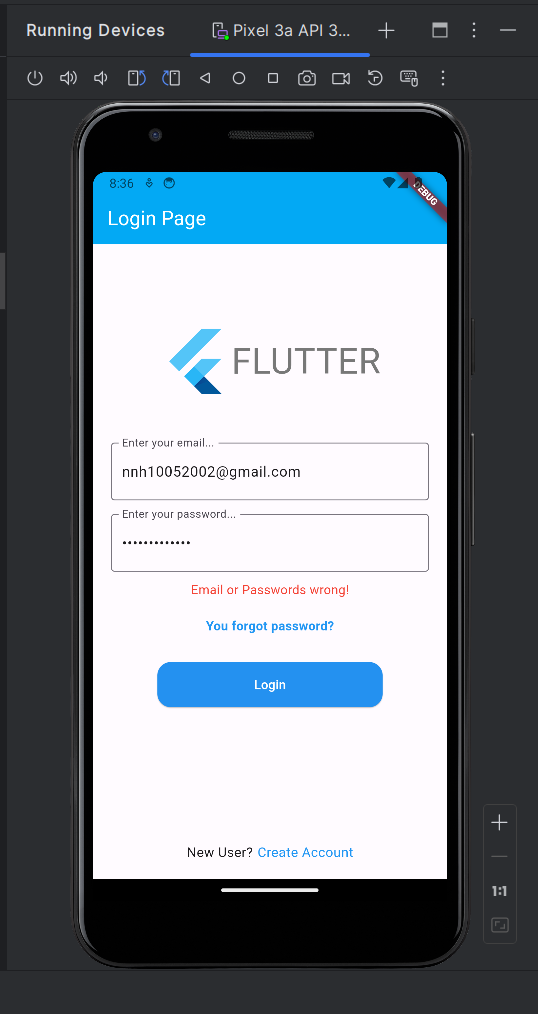 Running Devices
Pixel 3a API 3...
8:36
DEBUG
Login Page
FLUTTER
Enter your email...
nnh10052002@gmail.com
Enter your password...
•••••••••••••
Email or Passwords wrong!
You forgot password?
Login
New User? Create Account
1:1